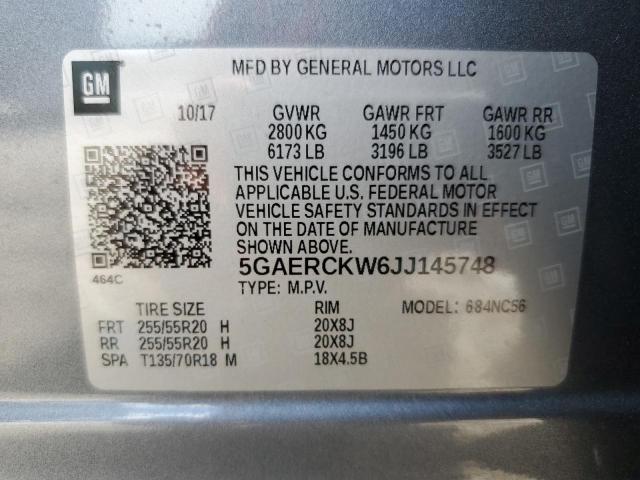 GM
MFD BY GENERAL MOTORS LLC
10/17 GVWR GAWR FRT GAWR RR
2800 KG 1450 KG 1600 KG
6173 LB 3196 LB 3527 LB
THIS VEHICLE CONFORMS TO ALL
APPLICABLE U.S. FEDERAL MOTOR
VEHICLE SAFETY STANDARDS IN EFFECT
ON THE DATE OF MANUFACTURE
SHOWN ABOVE.
464C
5GAERCKW6JJ145748
TYPE: M.P.V.
TIRE SIZE RIM MODEL: 684NC56
FRT 255/55R20 H 20X8J
RR 255/55R20 H 20X8J
SPA T135/70R18 M 18X4.5B